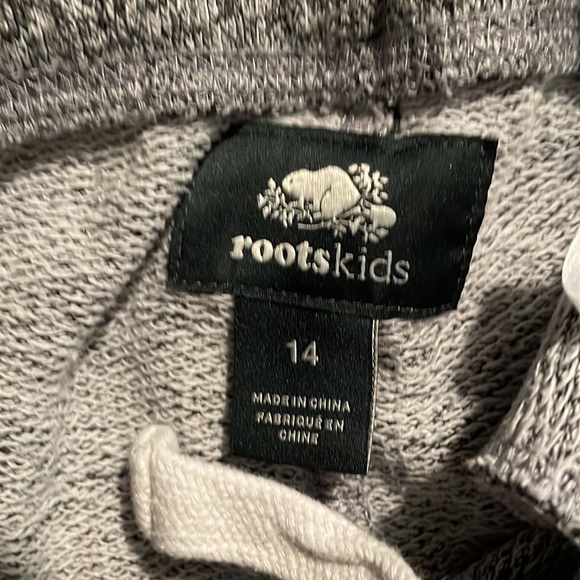 rootskids
14
MADE IN CHINA
FABRIQUÉ EN
CHINE